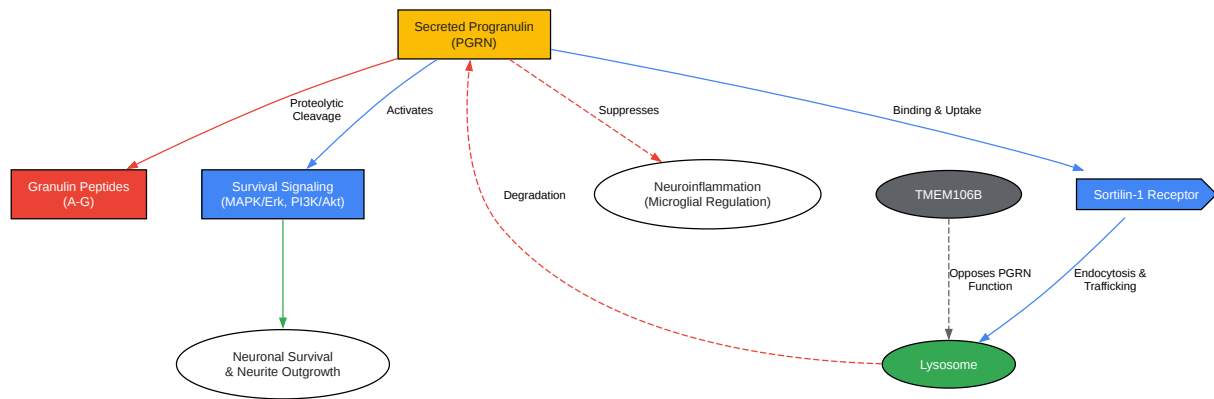 Secreted Progranulin
(PGRN)
Proteolytic
Cleavage
Activates
Suppresses
Binding & Uptake
Granulin Peptides
(A-G)
Survival Signaling
(MAPK/Erk, PI3K/Akt)
Degradation
Neuroinflammation
(Microglial Regulation)
TMEM106B
Sortilin-1 Receptor
Opposes PGRN
Function
Endocytosis &
Trafficking
Neuronal Survival
& Neurite Outgrowth
Lysosome